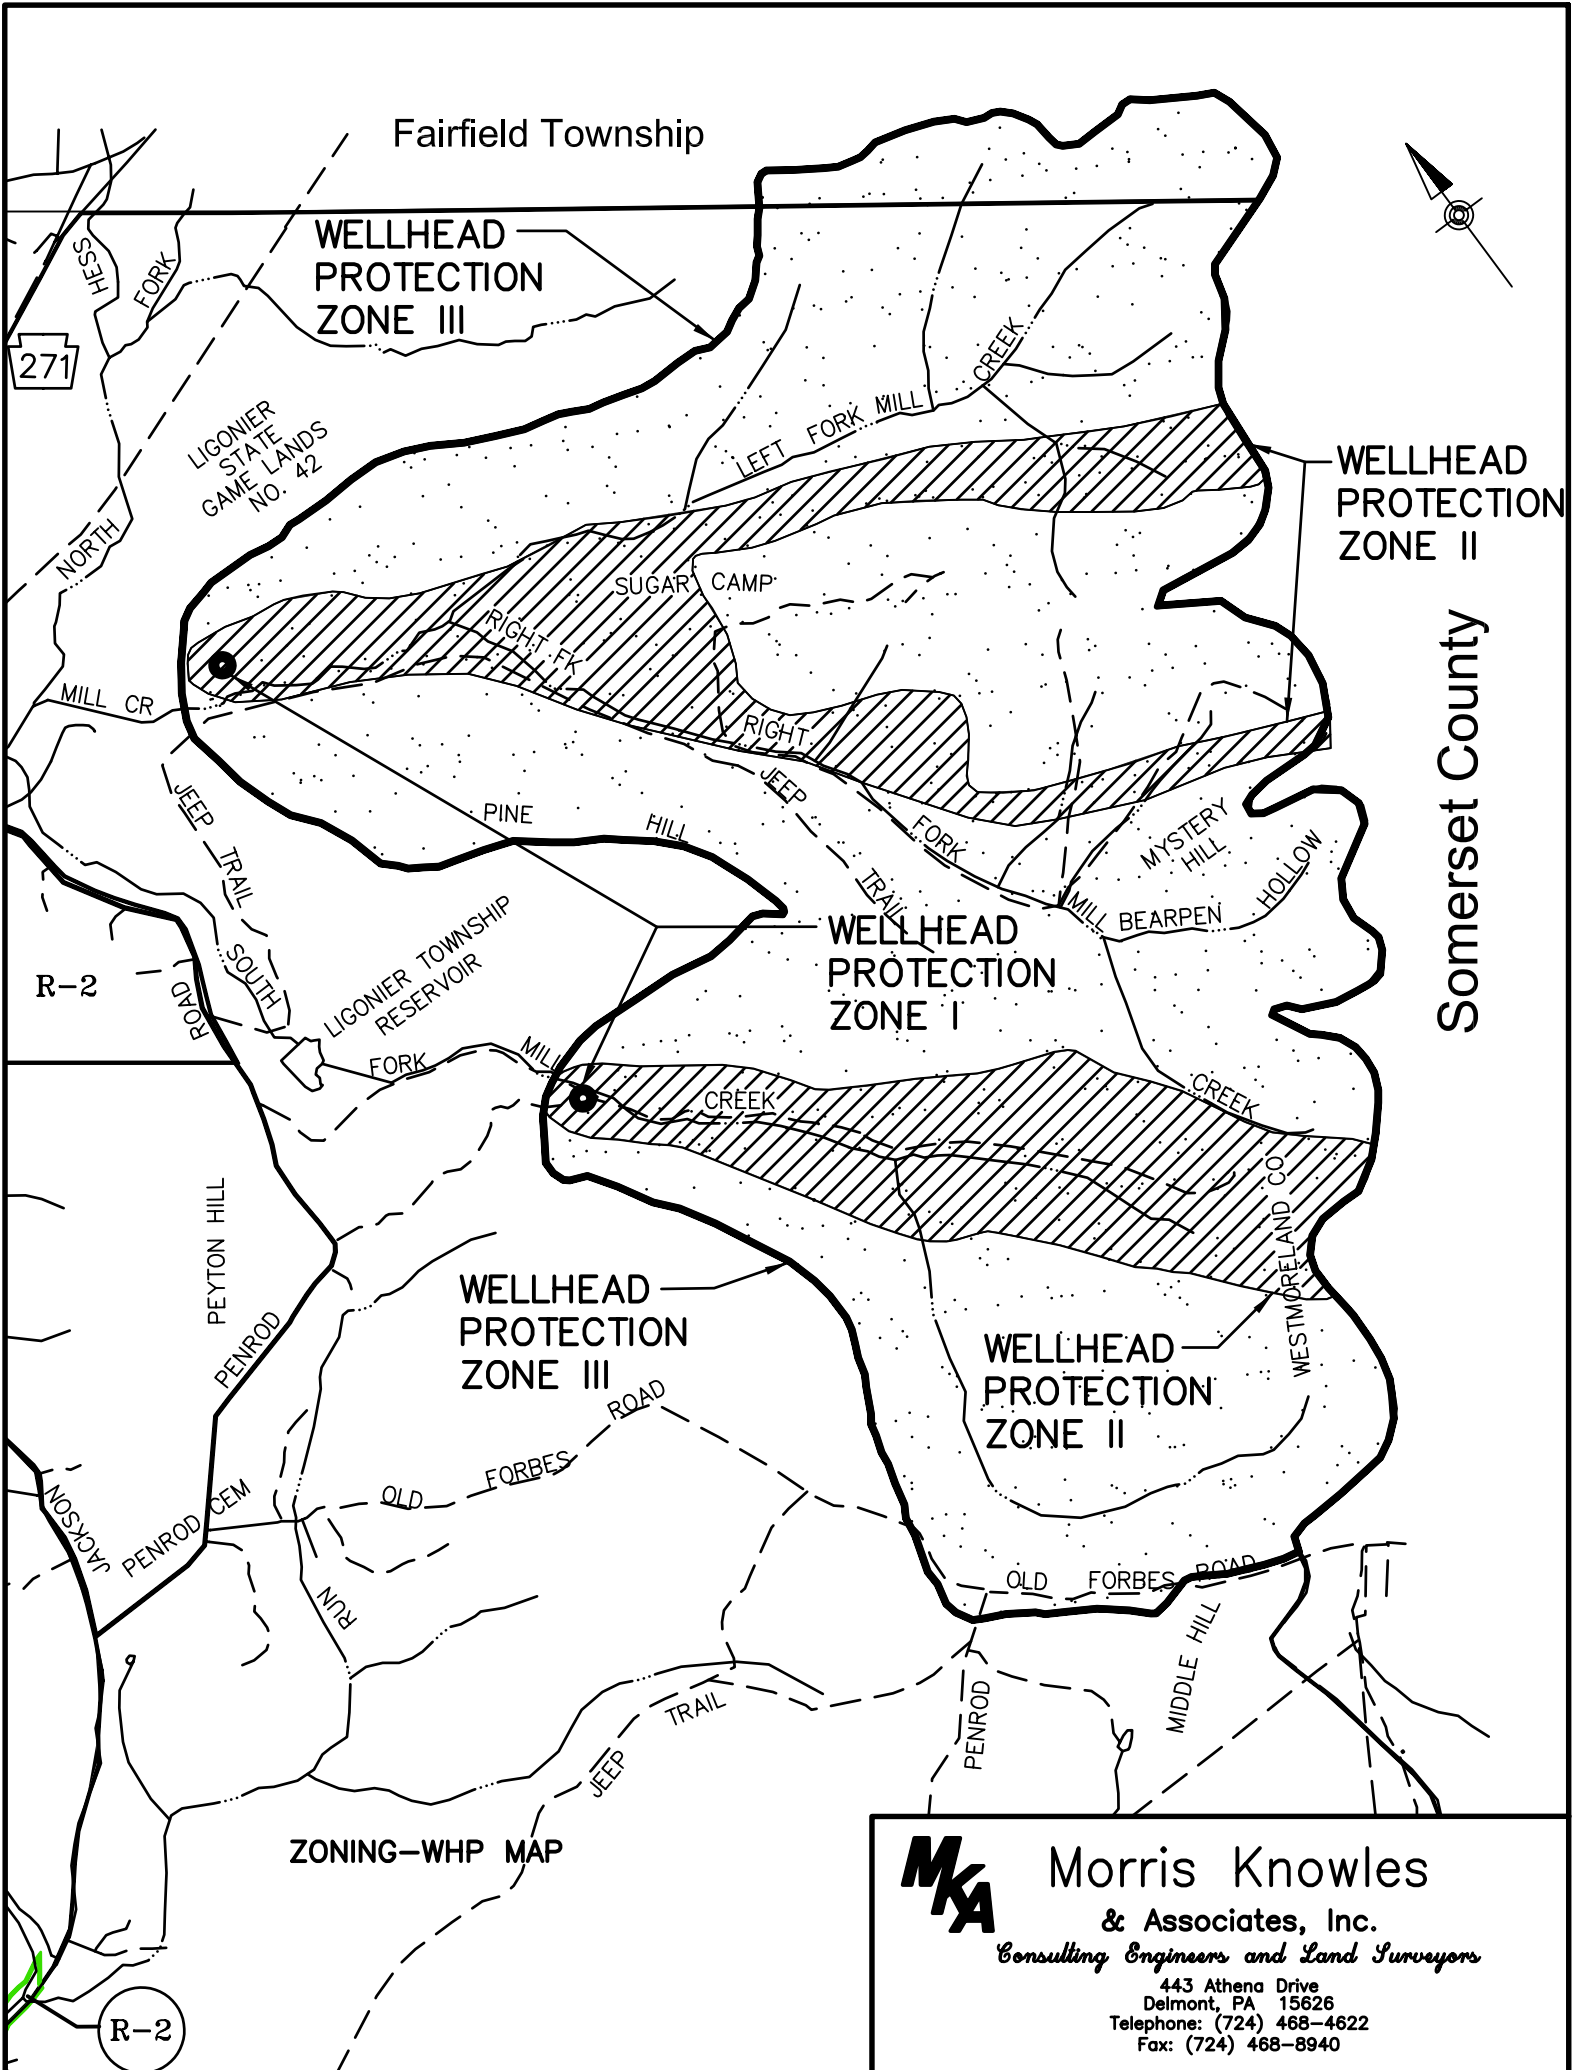 Fairfield Township
WELLHEAD
PROTECTION
ZONE III
HESS
FORK
271
LIGONIER
STATE
GAME LANDS
NO. 42
NORTH
CREEK
LEFT FORK MILL
WELLHEAD
PROTECTION
ZONE II
Somerset County
SUGAR CAMP
RIGHT FK
MILL CR
RIGHT
JEEP
TRAIL
FORK
PINE HILL
MYSTERY
HILL
MILL
BEARPEN
HOLLOW
CREEK
JEEP
TRAIL
WELLHEAD
PROTECTION
ZONE I
R-2
ROAD
SOUTH
LIGONIER TOWNSHIP
RESERVOIR
FORK
MILL
CREEK
WESTMORELAND CO
PEYTON HILL
PENROD
WELLHEAD
PROTECTION
ZONE III
WELLHEAD
PROTECTION
ZONE II
OLD FORBES ROAD
JACKSON
PENROD CEM
RUN
OLD FORBES ROAD
MIDDLE HILL
PENROD
JEEP TRAIL
ZONING-WHP MAP
R-2
MKA
Morris Knowles
& Associates, Inc.
Consulting Engineers and Land Surveyors
443 Athena Drive
Delmont, PA 15626
Telephone: (724) 468-4622
Fax: (724) 468-8940